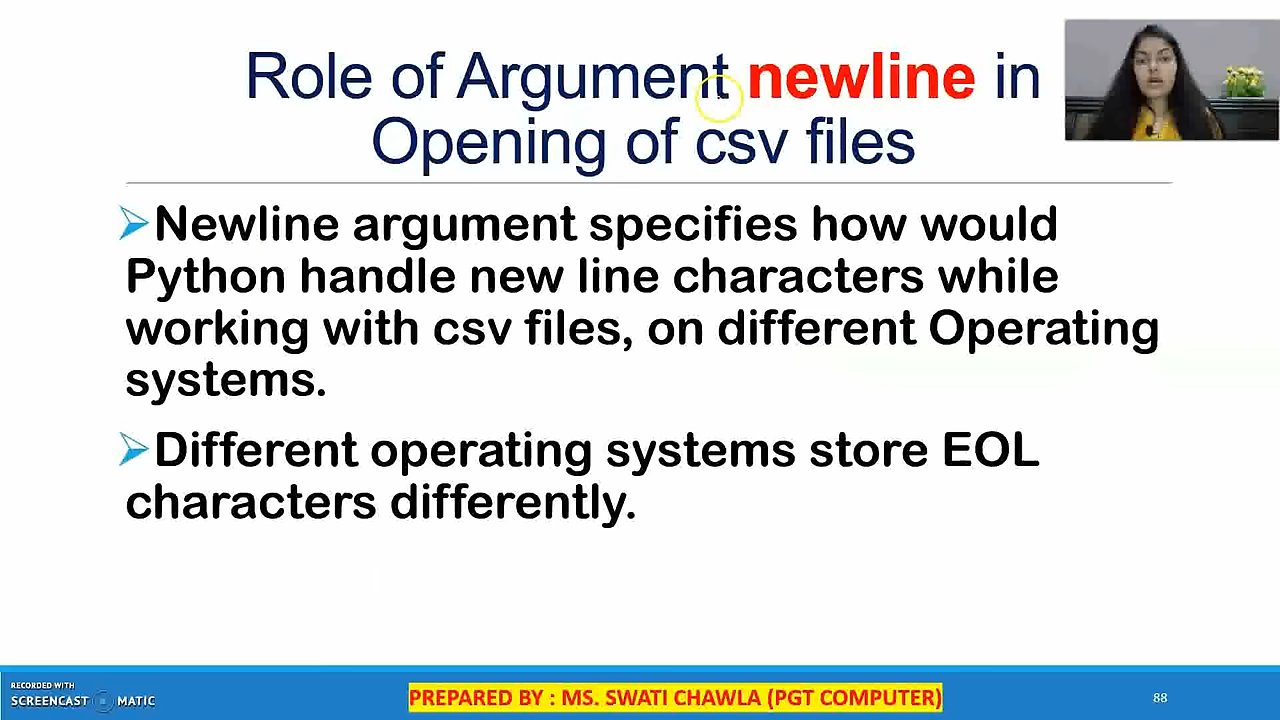 Role of Argument newline in
Opening of csv files
➢Newline argument specifies how would
Python handle new line characters while
working with csv files, on different Operating
systems.
➢Different operating systems store EOL
characters differently.
RECORDED WITH
SCREENCAST MATIC
PREPARED BY : MS. SWATI CHAWLA (PGT COMPUTER)
88